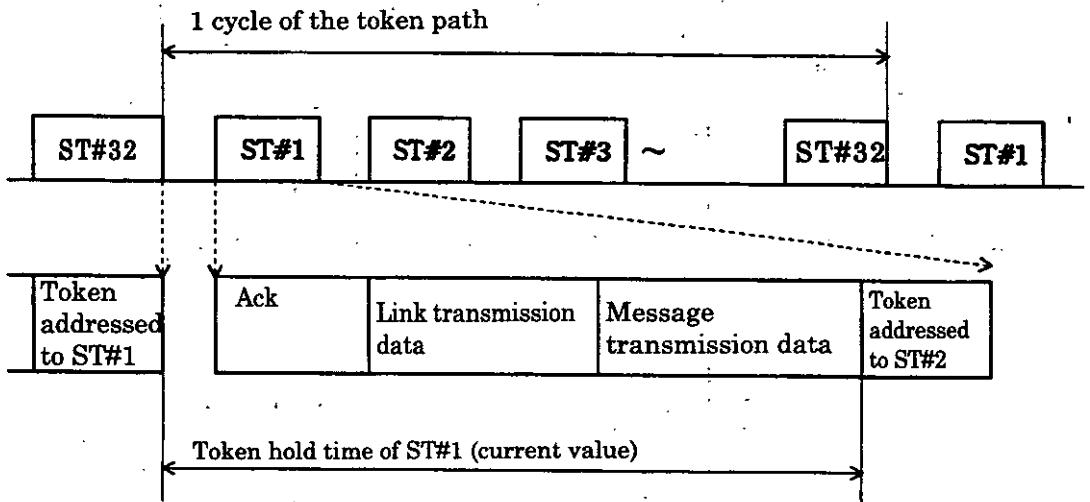 1 cycle of the token path
ST#32
ST#1
ST#2
ST#3
~
ST#32
ST#1
Token
addressed
to ST#1
Ack
Link transmission
data
Message
transmission data
Token
addressed
to ST#2
Token hold time of ST#1 (current value)